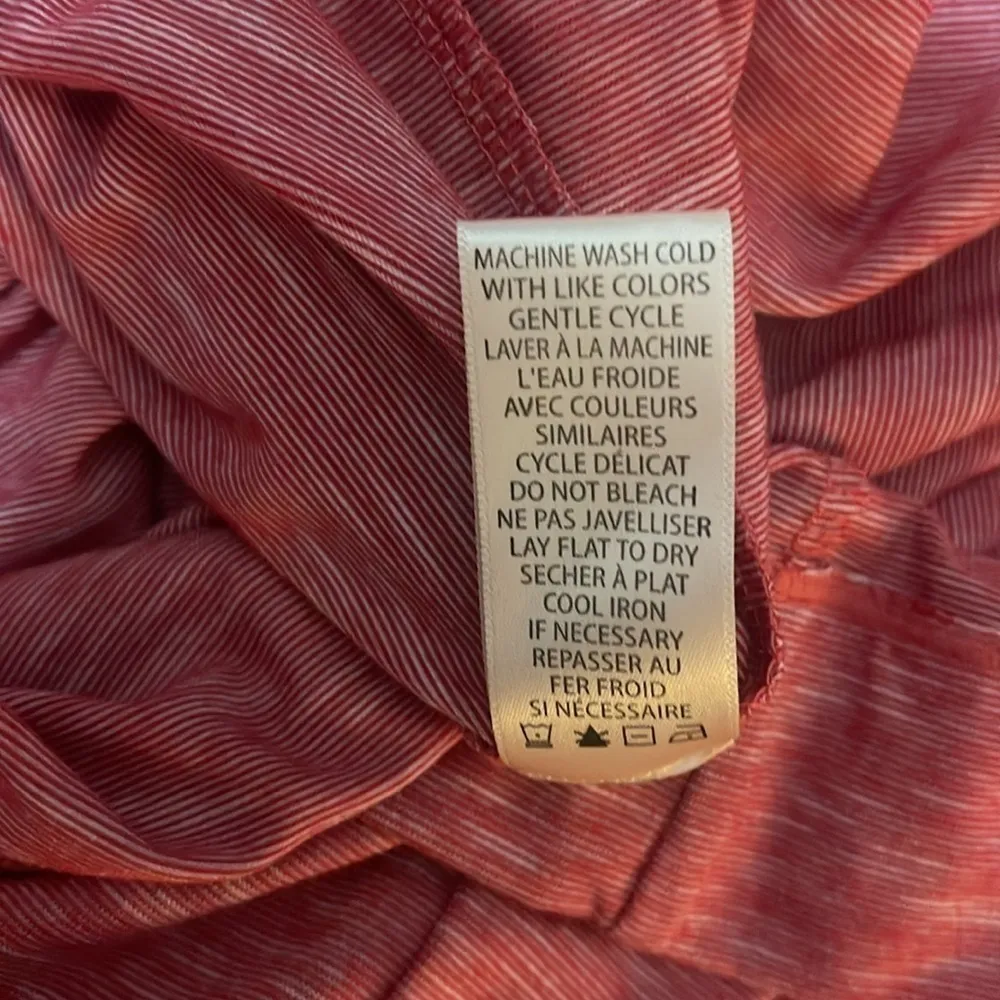 MACHINE WASH COLD
WITH LIKE COLORS
GENTLE CYCLE
LAVER À LA MACHINE
L'EAU FROIDE
AVEC COULEURS
SIMILAIRES
CYCLE DÉLICAT
DO NOT BLEACH
NE PAS JAVELLISER
LAY FLAT TO DRY
SECHER À PLAT
COOL IRON
IF NECESSARY
REPASSER AU
FER FROID
SI NÉCESSAIRE